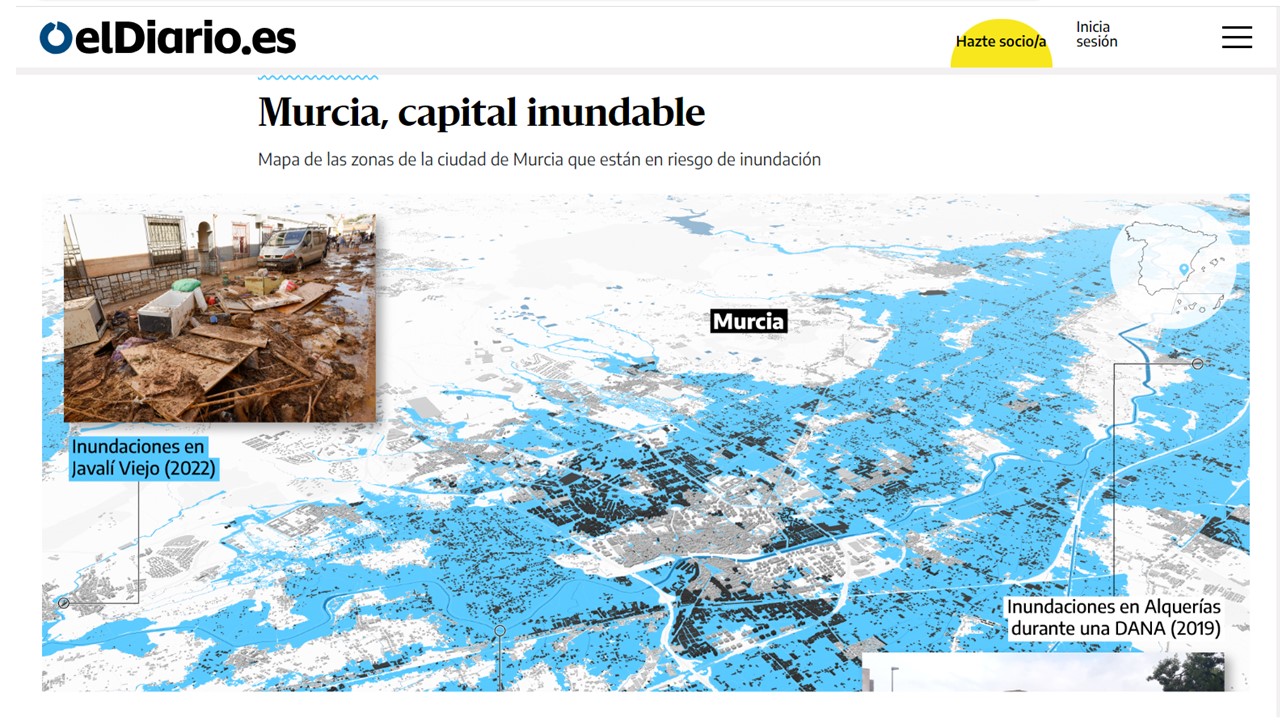 elDiario.es
Hazte socio/a
Inicia
sesión
Murcia, capital inundable
Mapa de las zonas de la ciudad de Murcia que están en riesgo de inundación
Murcia
Inundaciones en
Javalí Viejo (2022)
Inundaciones en Alquerías
durante una DANA (2019)